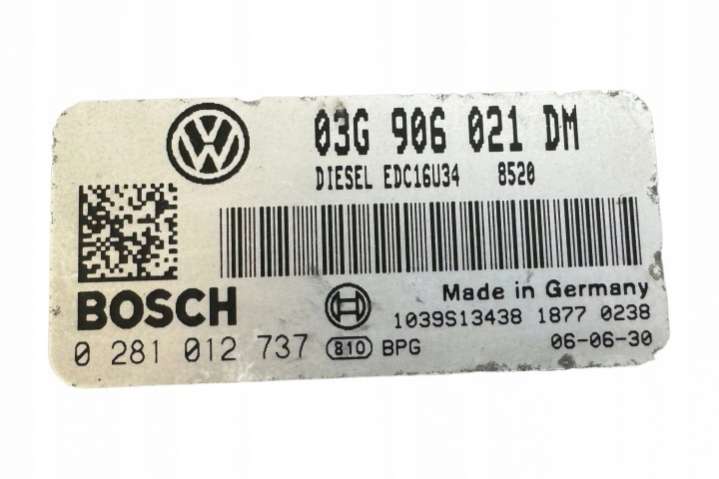 03G 906 021 DM
DIESEL EDC16U34 8520
BOSCH
Made in Germany
1039S13438 1877 0238
0 281 012 737 810 BPG 06-06-30